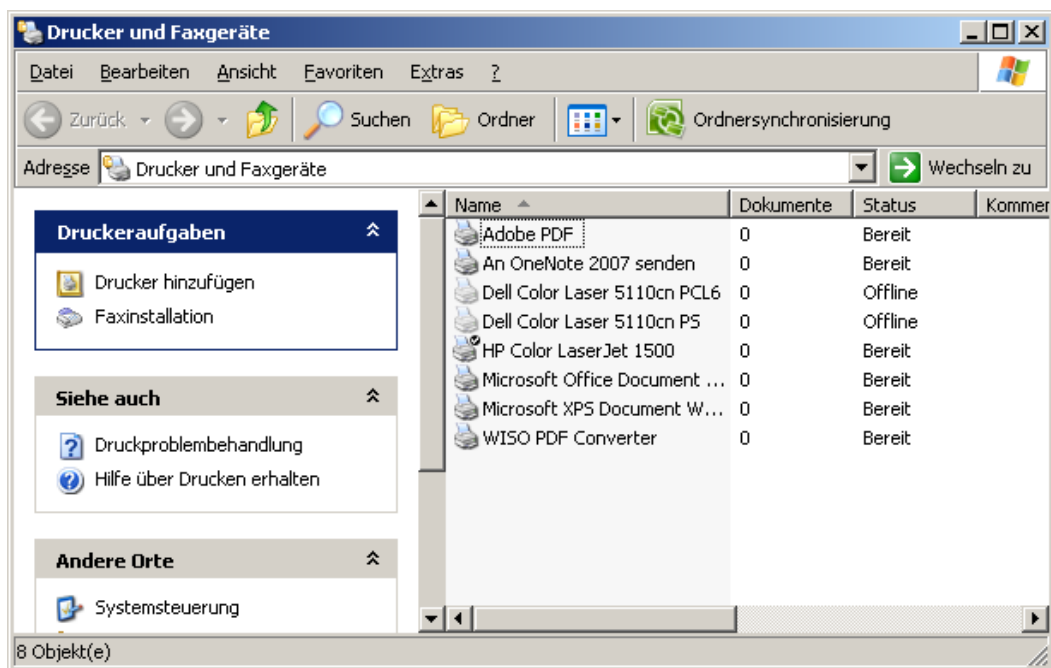 Drucker und Faxgeräte
Datei Bearbeiten Ansicht Favoriten Extras ?
Zurück Suchen Ordner Ordnersynchronisierung
Adresse Drucker und Faxgeräte Wechseln zu
Druckeraufgaben
Drucker hinzufügen
Faxinstallation
Siehe auch
Druckproblembehandlung
Hilfe über Drucken erhalten
Andere Orte
Systemsteuerung
Name Dokumente Status Kommer
Adobe PDF 0 Bereit
An OneNote 2007 senden 0 Bereit
Dell Color Laser 5110cn PCL6 0 Offline
Dell Color Laser 5110cn PS 0 Offline
HP Color LaserJet 1500 0 Bereit
Microsoft Office Document ... 0 Bereit
Microsoft XPS Document W... 0 Bereit
WISO PDF Converter 0 Bereit
8 Objekt(e)